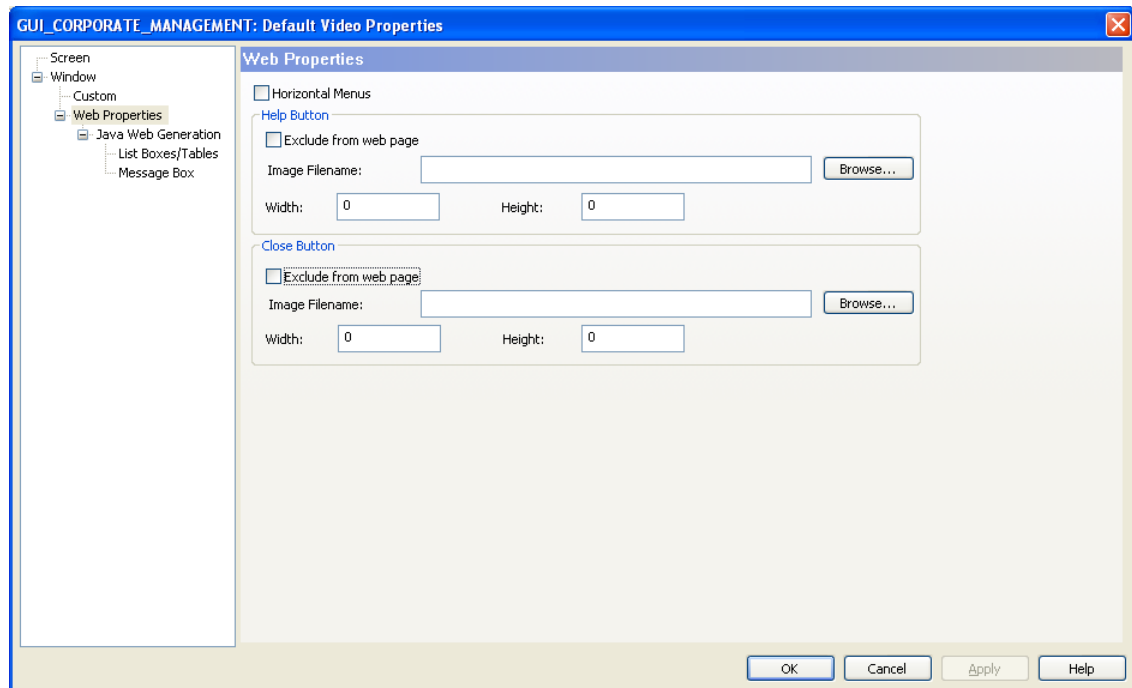 GUI_CORPORATE_MANAGEMENT: Default Video Properties
Screen
Window
Custom
Web Properties
Java Web Generation
List Boxes/Tables
Message Box
Web Properties
Horizontal Menus
Help Button
Exclude from web page
Image Filename: Browse...
Width: 0 Height: 0
Close Button
Exclude from web page
Image Filename: Browse...
Width: 0 Height: 0
OK Cancel Apply Help